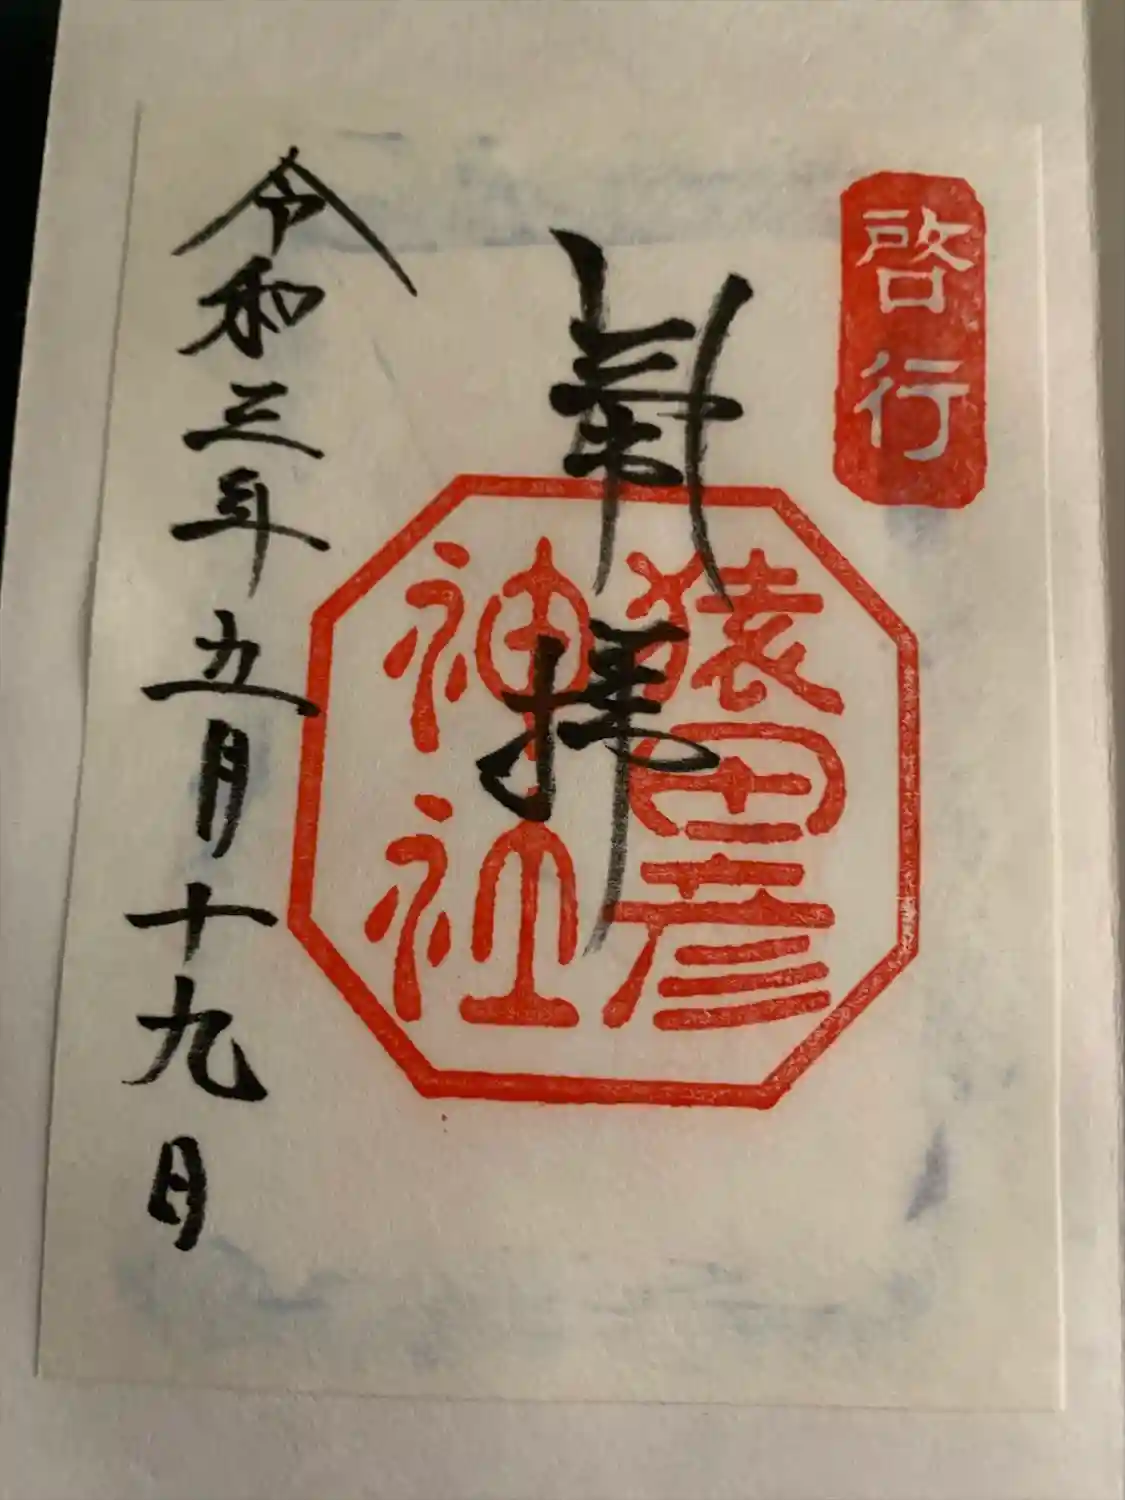 啓行
奉拝
猿田彦
神社
令和三年五月十九日